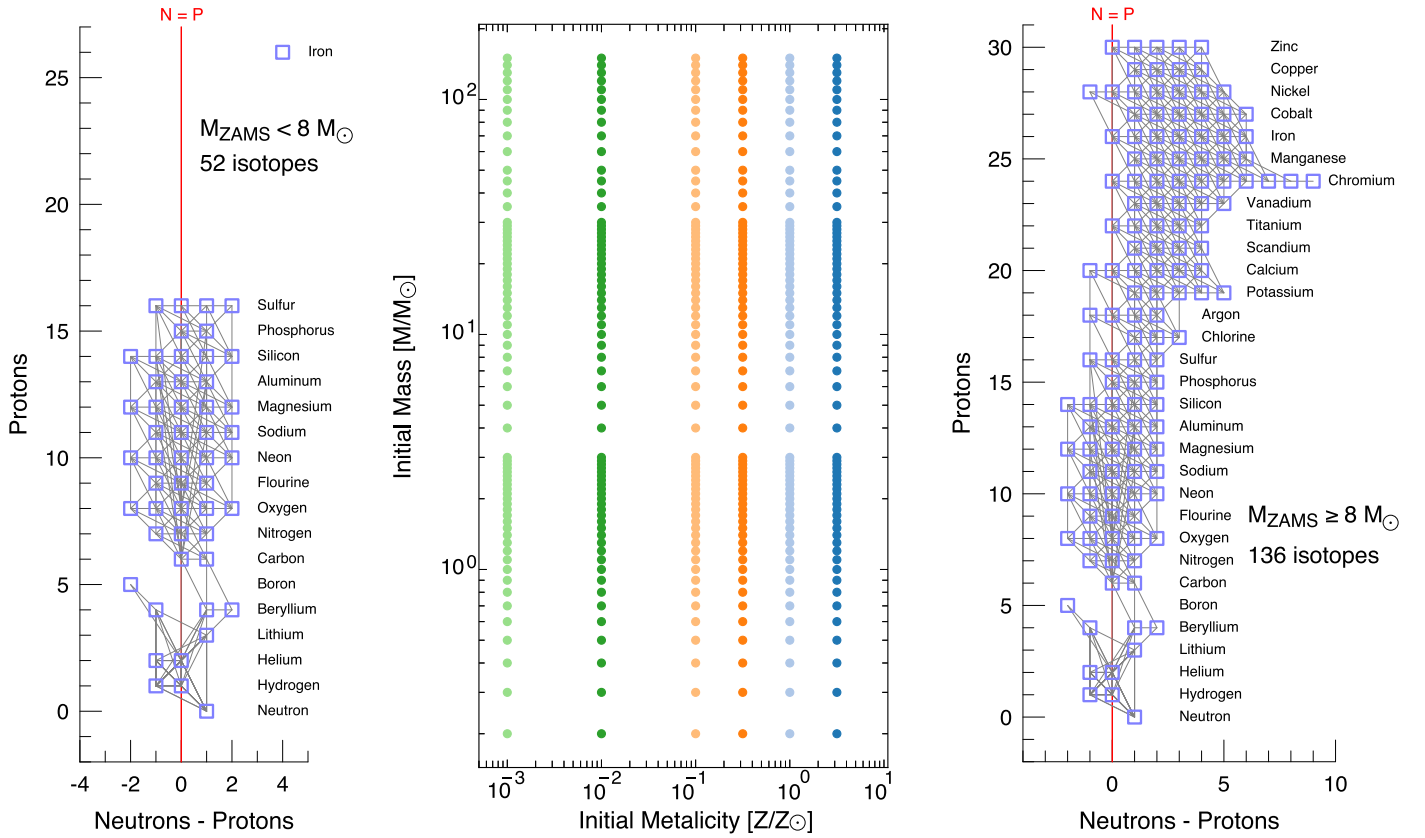 N = P
Iron
25
M_ZAMS < 8 M☉
52 isotopes
20
Sulfur
15
Phosphorus
Silicon
Aluminum
Magnesium
Sodium
10
Neon
Flourine
Oxygen
Nitrogen
Carbon
5
Boron
Beryllium
Lithium
Helium
Hydrogen
0
Neutron
Protons
-4 -2 0 2 4
Neutrons - Protons
10^2
10^1
10^0
Initial Mass [M/M☉]
10^−3 10^−2 10^−1 10^0 10^1
Initial Metalicity [Z/Z☉]
N = P
30
Zinc
Copper
Nickel
Cobalt
Iron
25
Manganese
Chromium
Vanadium
Titanium
Scandium
20
Calcium
Potassium
Argon
Chlorine
Sulfur
15
Phosphorus
Silicon
Aluminum
Magnesium
Sodium
10
Neon
Flourine
M_ZAMS ≥ 8 M☉
136 isotopes
Oxygen
Nitrogen
Carbon
5
Boron
Beryllium
Lithium
Helium
Hydrogen
0
Neutron
Protons
0 5 10
Neutrons - Protons